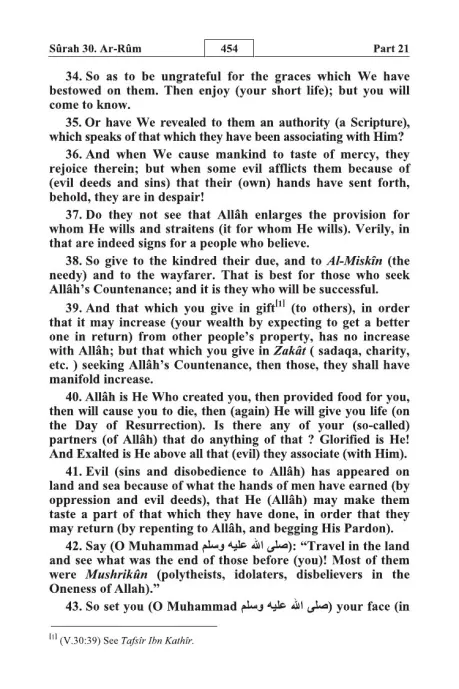 Sûrah 30. Ar-Rûm 454 Part 21
34. So as to be ungrateful for the graces which We have
bestowed on them. Then enjoy (your short life); but you will
come to know.
35. Or have We revealed to them an authority (a Scripture),
which speaks of that which they have been associating with Him?
36. And when We cause mankind to taste of mercy, they
rejoice therein; but when some evil afflicts them because of
(evil deeds and sins) that their (own) hands have sent forth,
behold, they are in despair!
37. Do they not see that Allâh enlarges the provision for
whom He wills and straitens (it for whom He wills). Verily, in
that are indeed signs for a people who believe.
38. So give to the kindred their due, and to Al-Miskîn (the
needy) and to the wayfarer. That is best for those who seek
Allâh's Countenance; and it is they who will be successful.
39. And that which you give in gift[1] (to others), in order
that it may increase (your wealth by expecting to get a better
one in return) from other people's property, has no increase
with Allâh; but that which you give in Zakât ( sadaqa, charity,
etc. ) seeking Allâh's Countenance, then those, they shall have
manifold increase.
40. Allâh is He Who created you, then provided food for you,
then will cause you to die, then (again) He will give you life (on
the Day of Resurrection). Is there any of your (so-called)
partners (of Allâh) that do anything of that ? Glorified is He!
And Exalted is He above all that (evil) they associate (with Him).
41. Evil (sins and disobedience to Allâh) has appeared on
land and sea because of what the hands of men have earned (by
oppression and evil deeds), that He (Allâh) may make them
taste a part of that which they have done, in order that they
may return (by repenting to Allâh, and begging His Pardon).
42. Say (O Muhammad صلى الله عليه وسلم): “Travel in the land
and see what was the end of those before (you)! Most of them
were Mushrikûn (polytheists, idolaters, disbelievers in the
Oneness of Allah).”
43. So set you (O Muhammad صلى الله عليه وسلم) your face (in
[1] (V.30:39) See Tafsîr Ibn Kathîr.